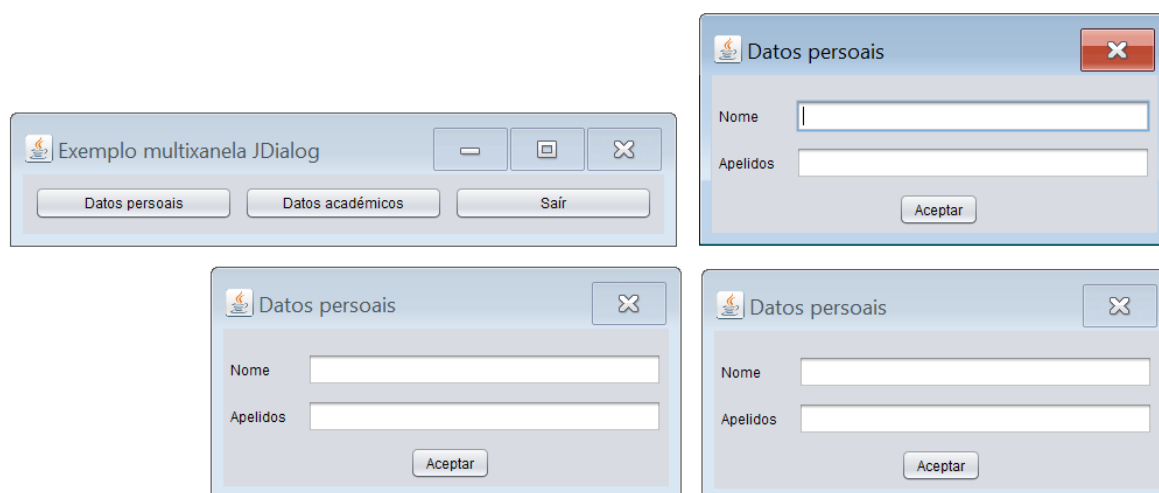 Datos persoais
Nome
Apelidos
Aceptar
Exemplo multixanela JDialog
Datos persoais Datos académicos Saír
Datos persoais
Nome
Apelidos
Aceptar
Datos persoais
Nome
Apelidos
Aceptar